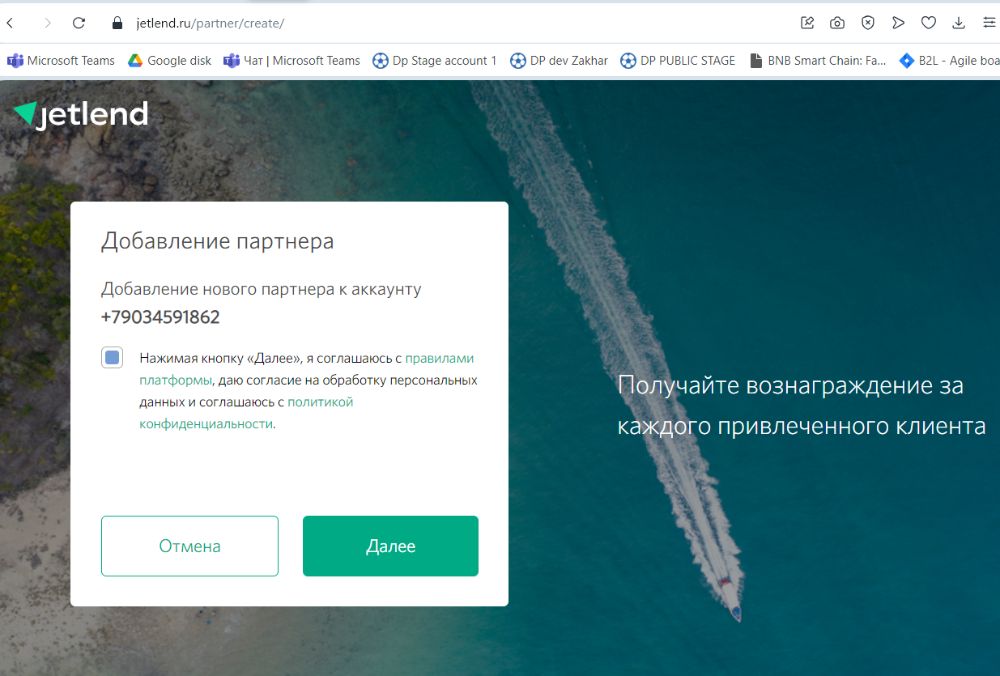 jetlend.ru/partner/create/
Microsoft Teams Google disk Чат | Microsoft Teams Dp Stage account 1 DP dev Zakhar DP PUBLIC STAGE BNB Smart Chain: Fa... B2L - Agile boa
jetlend
Добавление партнера
Добавление нового партнера к аккаунту
+79034591862
Нажимая кнопку «Далее», я соглашаюсь с правилами
платформы, даю согласие на обработку персональных
данных и соглашаюсь с политикой
конфиденциальности.
Получайте вознаграждение за
каждого привлеченного клиента
Отмена Далее